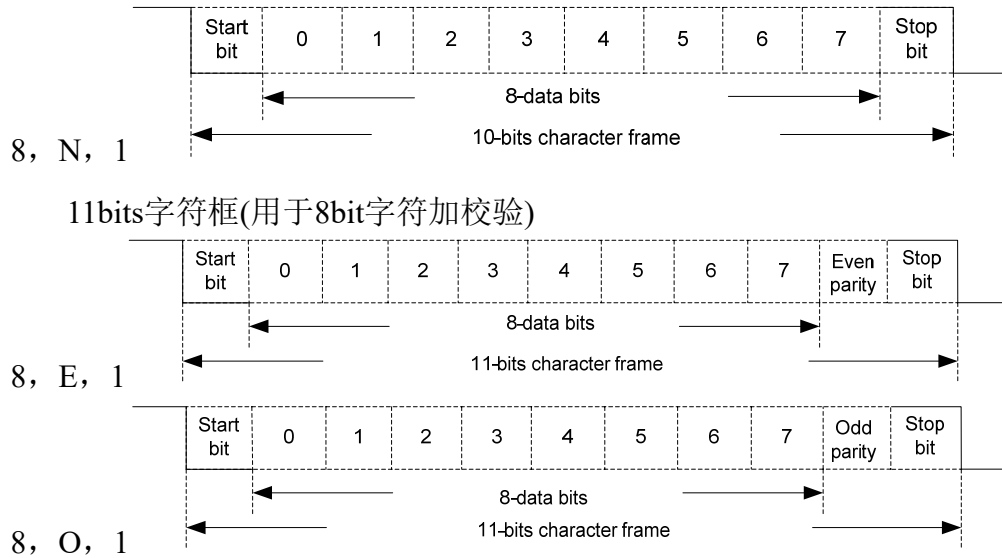 Start bit 0 1 2 3 4 5 6 7 Stop bit
8-data bits
10-bits character frame
8，N，1
11bits字符框(用于8bit字符加校验)
Start bit 0 1 2 3 4 5 6 7 Even parity Stop bit
8-data bits
11-bits character frame
8，E，1
Start bit 0 1 2 3 4 5 6 7 Odd parity Stop bit
8-data bits
11-bits character frame
8，O，1